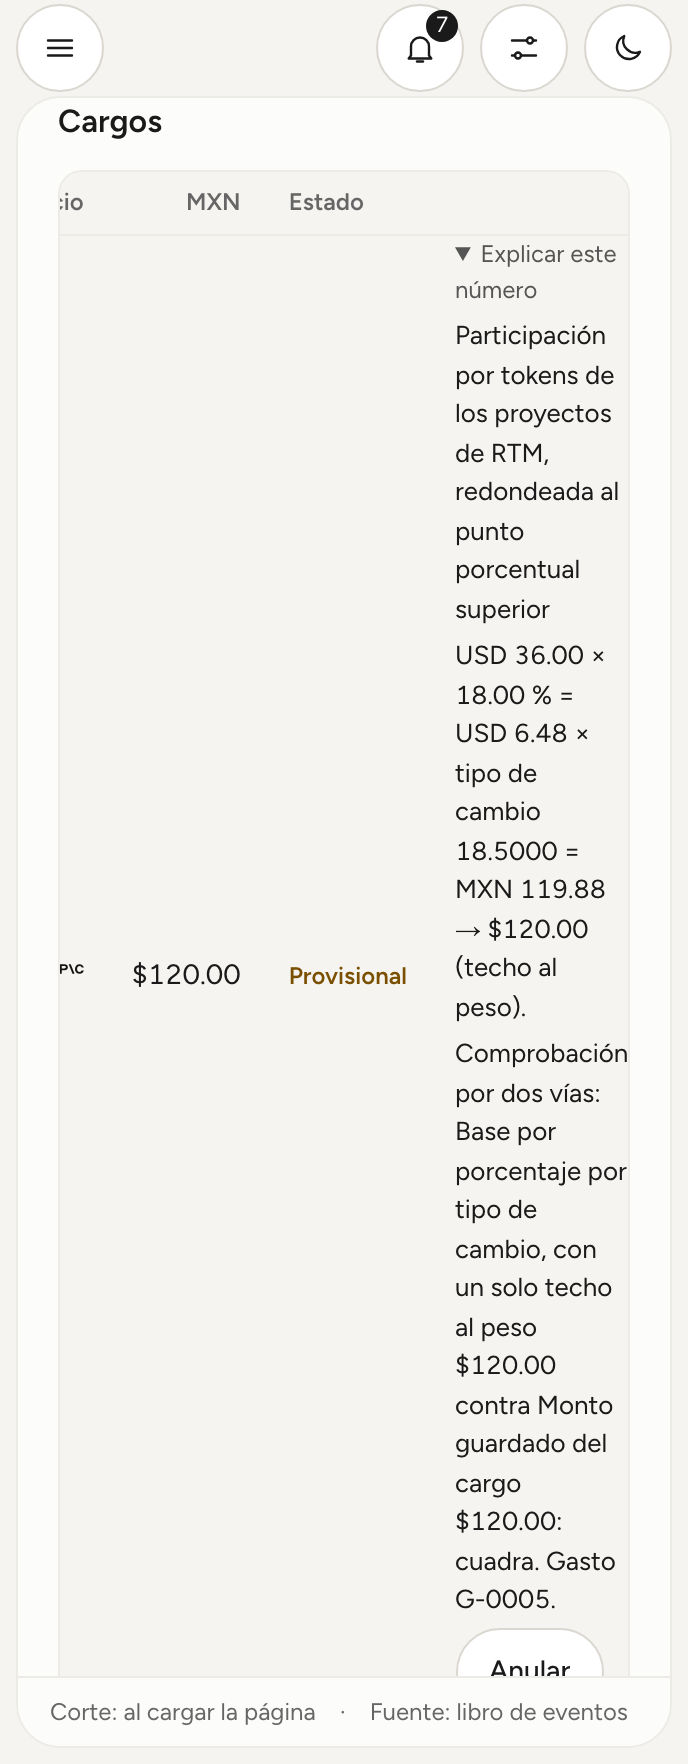 7
Cargos
cio MXN Estado
▼ Explicar este
número
Participación
por tokens de
los proyectos
de RTM,
redondeada al
punto
porcentual
superior
USD 36.00 ×
18.00 % =
USD 6.48 ×
tipo de
cambio
18.5000 =
MXN 119.88
→ $120.00
(techo al
peso).
$120.00 Provisional
Comprobación
por dos vías:
Base por
porcentaje por
tipo de
cambio, con
un solo techo
al peso
$120.00
contra Monto
guardado del
cargo
$120.00:
cuadra. Gasto
G-0005.
Anular
Corte: al cargar la página · Fuente: libro de eventos